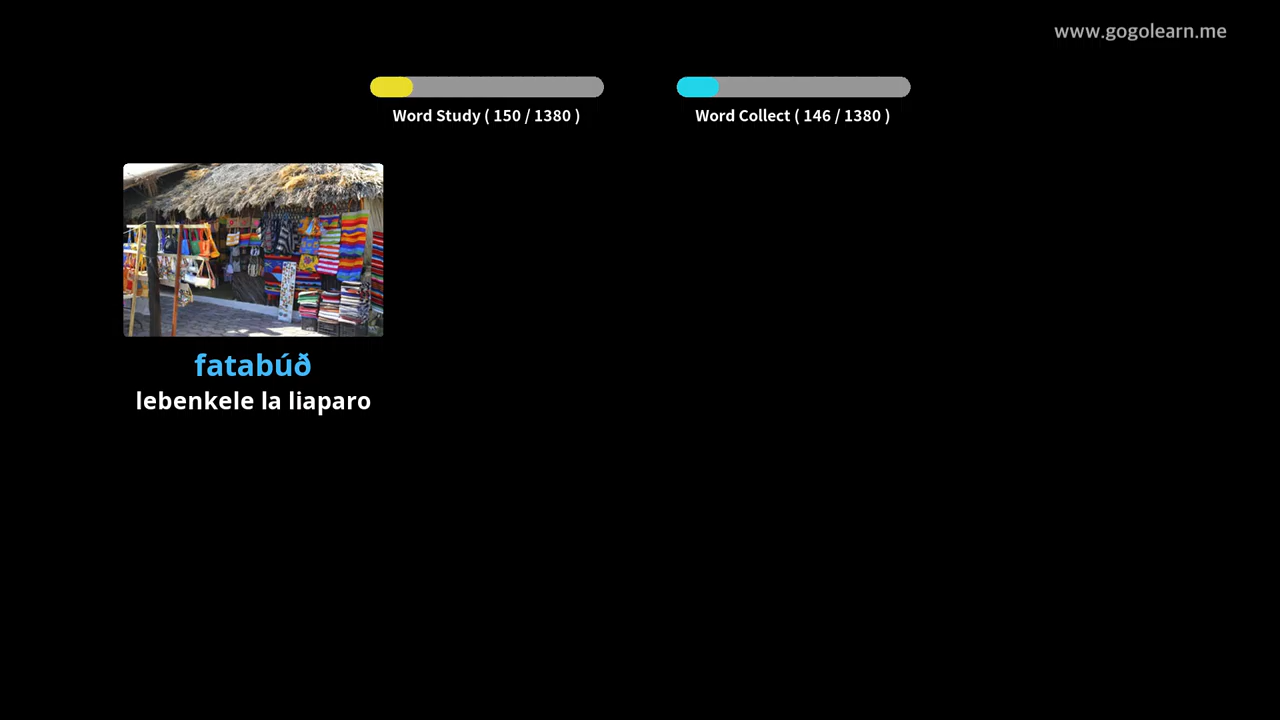 www.gogolearn.me
Word Study ( 150 / 1380 )
Word Collect ( 146 / 1380 )
fatabúð
lebenkele la liaparo